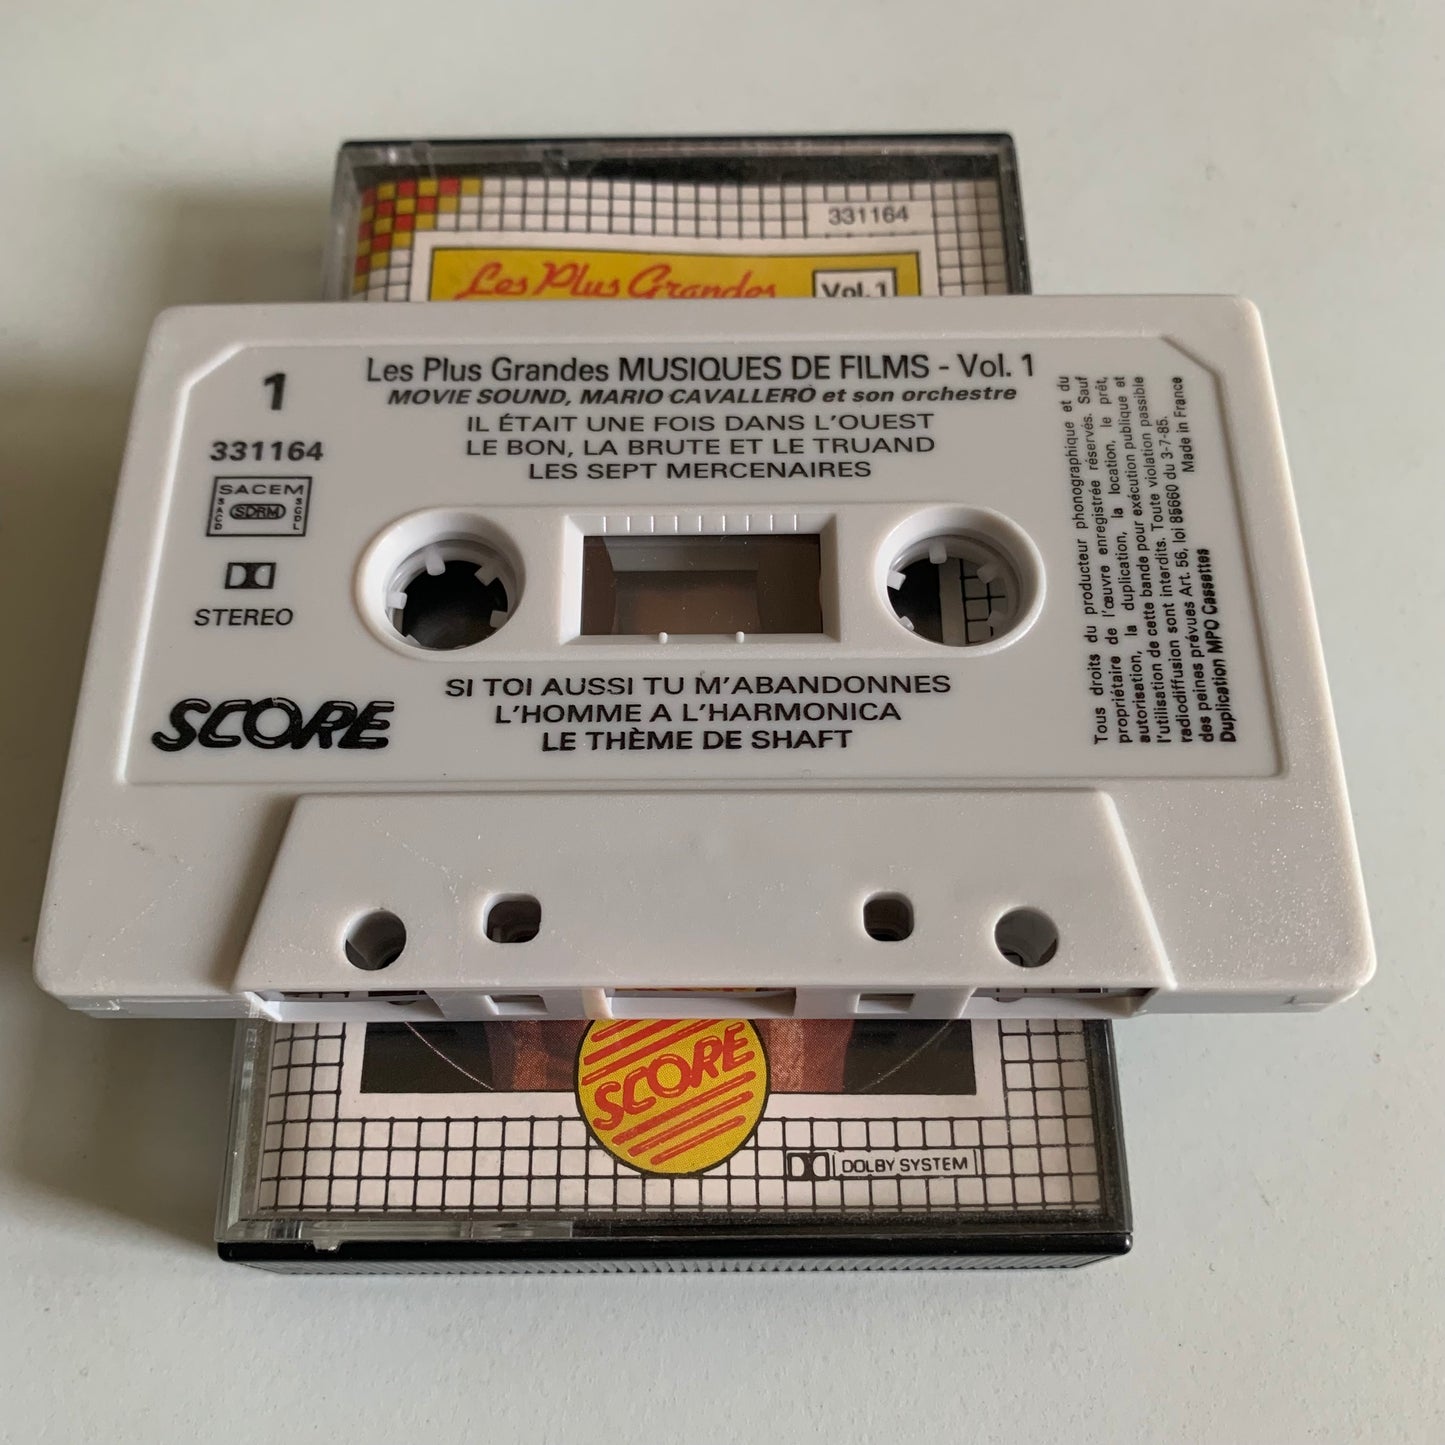 331164
Les Plus Grandes
Vol. 1
Les Plus Grandes MUSIQUES DE FILMS - Vol. 1
MOVIE SOUND, MARIO CAVALLERO et son orchestre
IL ÉTAIT UNE FOIS DANS L'OUEST
LE BON, LA BRUTE ET LE TRUAND
LES SEPT MERCENAIRES
1
331164
SACEM
SACD
SDRM
SCDL
STEREO
SCORE
SI TOI AUSSI TU M'ABANDONNES
L'HOMME A L'HARMONICA
LE THÈME DE SHAFT
Tous droits du producteur phonographique et du
propriétaire de l'œuvre enregistrée réservés. Sauf
autorisation, la duplication, la location, le prêt,
l'utilisation de cette bande pour exécution publique et
radiodiffusion sont interdits. Toute violation passible
des peines prévues Art. 56, loi 85660 du 3-7-85.
Duplication MPO Cassettes Made in France
SCORE
DOLBY SYSTEM